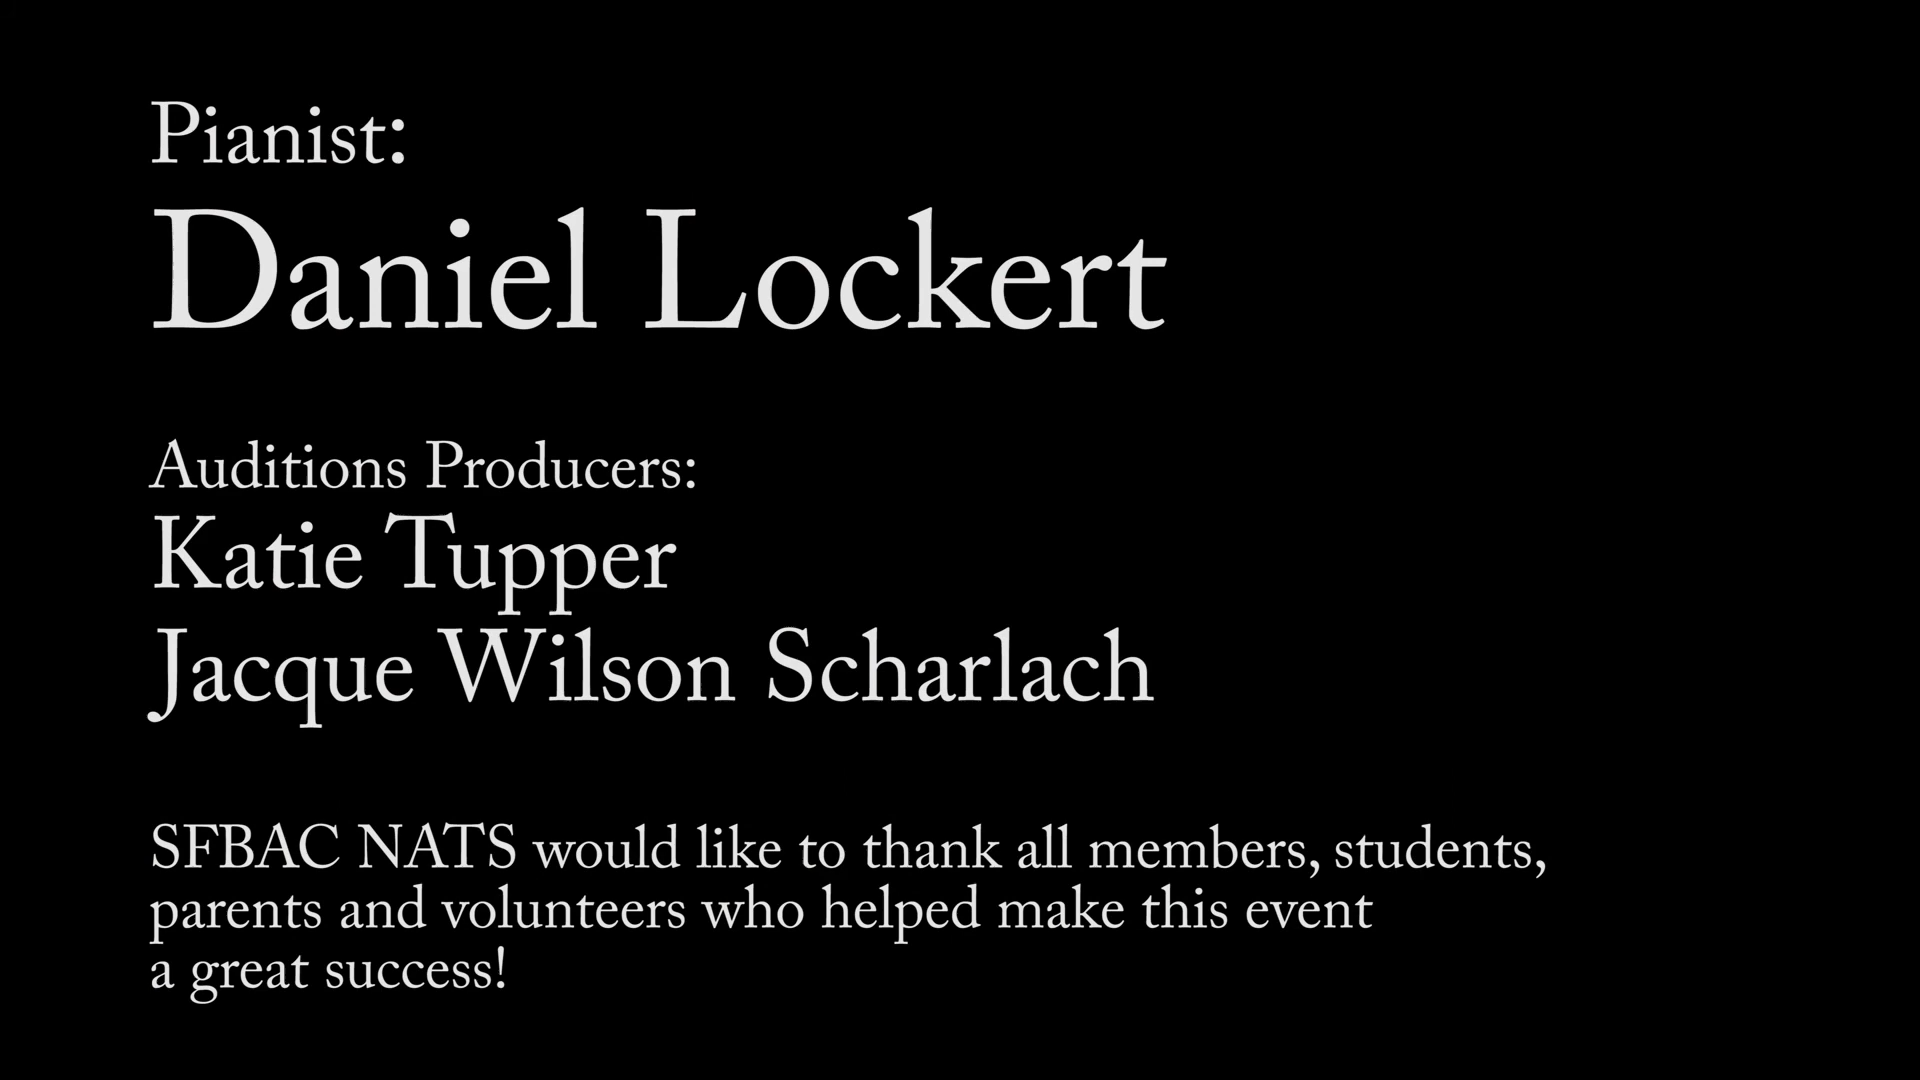 Pianist:
Daniel Lockert
Auditions Producers:
Katie Tupper
Jacque Wilson Scharlach
SFBAC NATS would like to thank all members, students,
parents and volunteers who helped make this event
a great success!